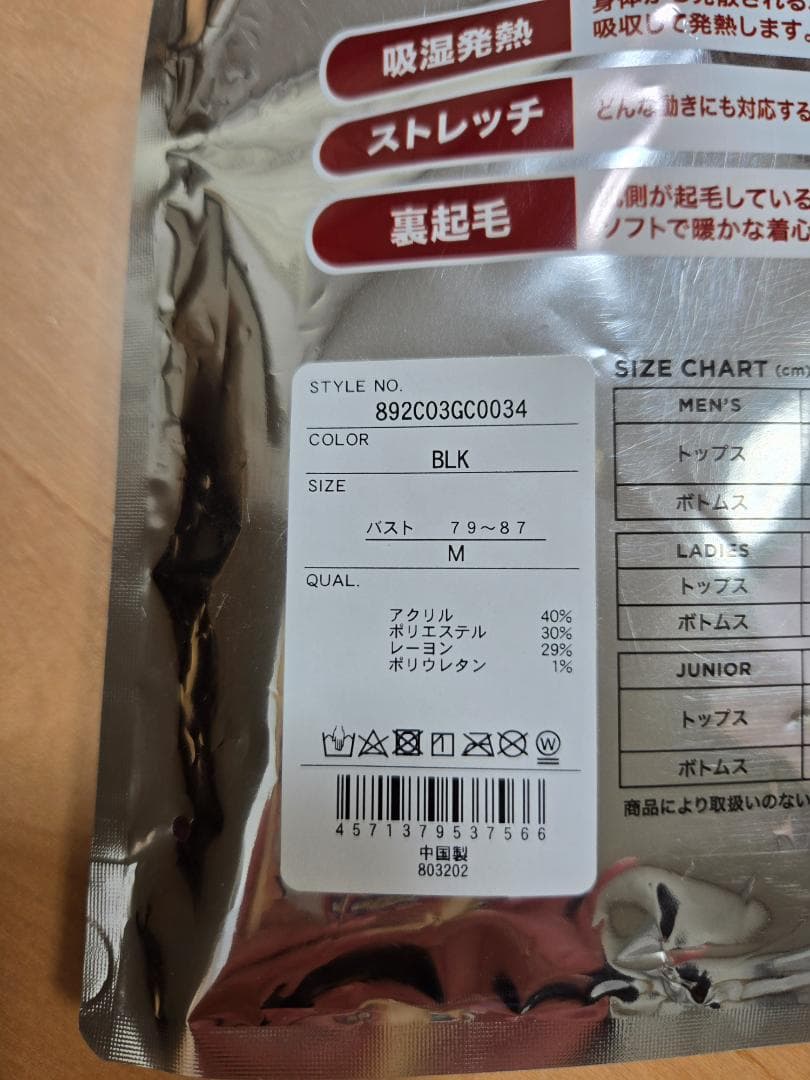 吸収して発熱します。
吸湿発熱
ストレッチ
どんな動きにも対応する
裏起毛
側が起毛している
ソフトで暖かな着心
STYLE NO.
892C03GC0034
COLOR
BLK
SIZE
バスト 79～87
M
QUAL.
アクリル 40%
ポリエステル 30%
レーヨン 29%
ポリウレタン 1%
W
4571379537566
中国製
803202
SIZE CHART (cm)
MEN'S
トップス
ボトムス
LADIES
トップス
ボトムス
JUNIOR
トップス
ボトムス
商品により取扱いのない